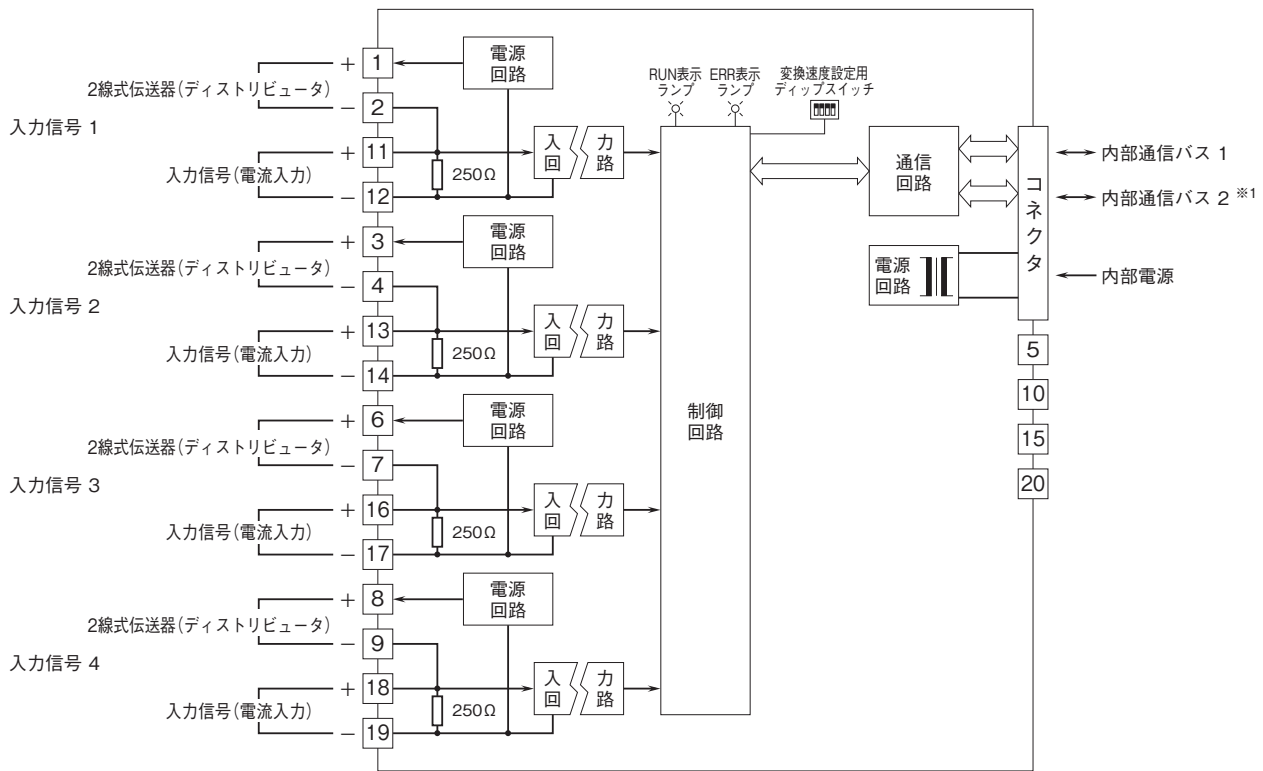 入力信号 1
2線式伝送器(ディストリビュータ)
+ 1
− 2
入力信号(電流入力)
+ 11
− 12
250Ω
電源
回路
入 力
回 路
入力信号 2
2線式伝送器(ディストリビュータ)
+ 3
− 4
入力信号(電流入力)
+ 13
− 14
250Ω
電源
回路
入 力
回 路
入力信号 3
2線式伝送器(ディストリビュータ)
+ 6
− 7
入力信号(電流入力)
+ 16
− 17
250Ω
電源
回路
入 力
回 路
入力信号 4
2線式伝送器(ディストリビュータ)
+ 8
− 9
入力信号(電流入力)
+ 18
− 19
250Ω
電源
回路
入 力
回 路
RUN表示
ランプ
ERR表示
ランプ
変換速度設定用
ディップスイッチ
制御
回路
通信
回路
電源
回路
コネクタ
内部通信バス 1
内部通信バス 2 ※1
内部電源
5
10
15
20